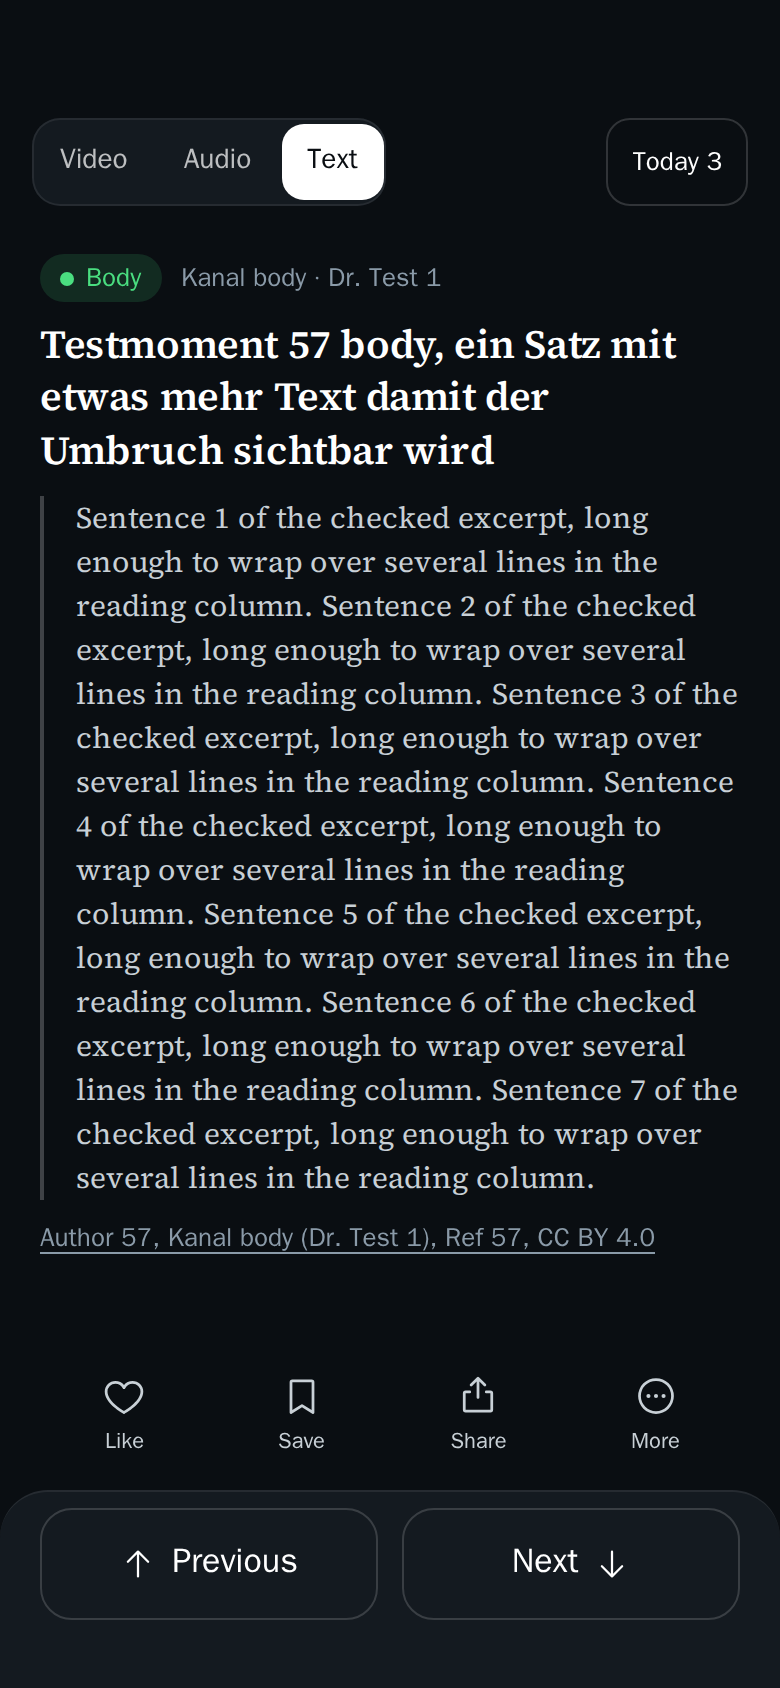 Video Audio Text Today 3
Body Kanal body · Dr. Test 1
Testmoment 57 body, ein Satz mit
etwas mehr Text damit der
Umbruch sichtbar wird
Sentence 1 of the checked excerpt, long
enough to wrap over several lines in the
reading column. Sentence 2 of the checked
excerpt, long enough to wrap over several
lines in the reading column. Sentence 3 of the
checked excerpt, long enough to wrap over
several lines in the reading column. Sentence
4 of the checked excerpt, long enough to
wrap over several lines in the reading
column. Sentence 5 of the checked excerpt,
long enough to wrap over several lines in the
reading column. Sentence 6 of the checked
excerpt, long enough to wrap over several
lines in the reading column. Sentence 7 of the
checked excerpt, long enough to wrap over
several lines in the reading column.
Author 57, Kanal body (Dr. Test 1), Ref 57, CC BY 4.0
Like Save Share More
Previous Next